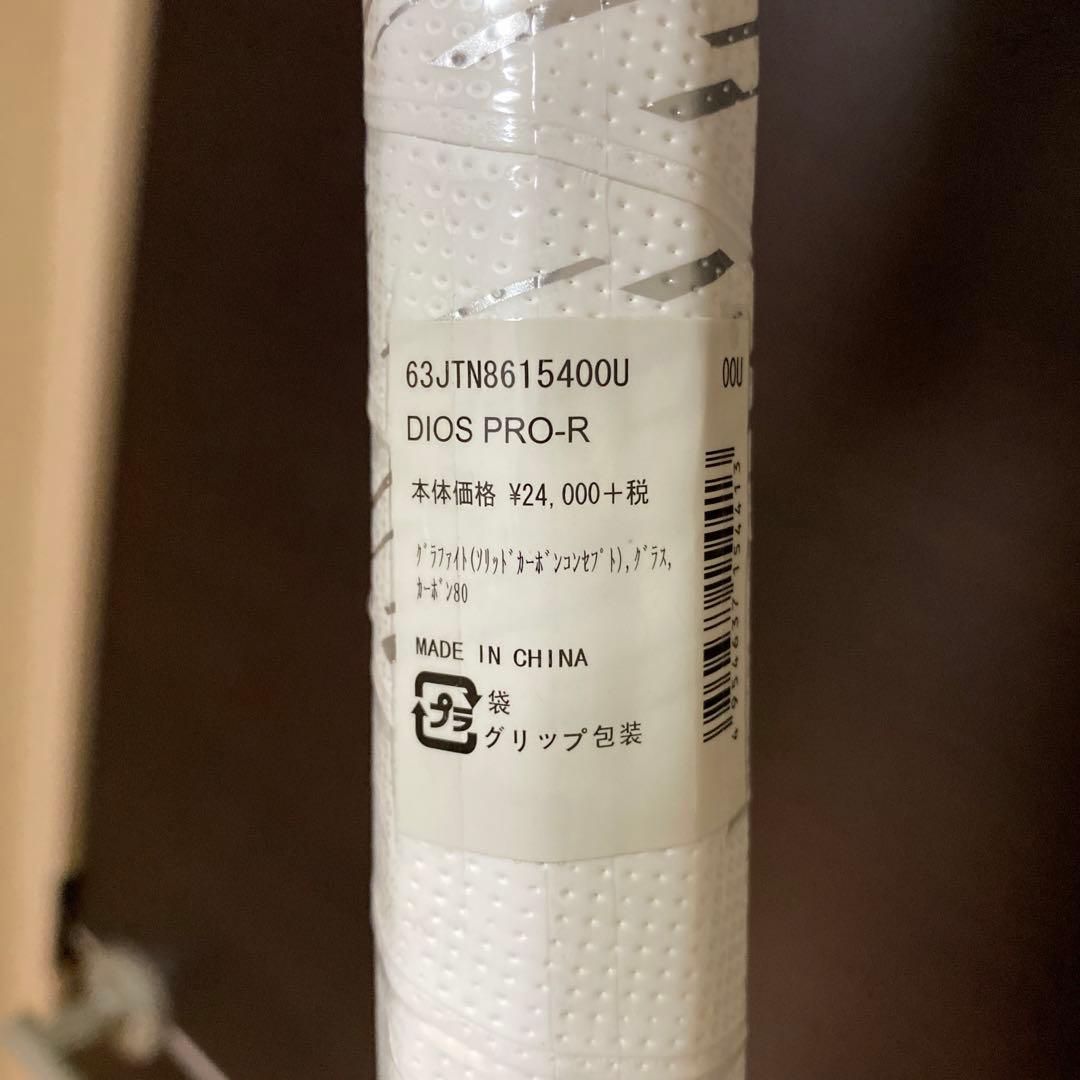 63JTN8615400U 00U
DIOS PRO-R
本体価格 ¥24,000+税
グラファイト(ソリッドカーボンコンセプト),グラス,
カーボン80
MADE IN CHINA
プラ 袋
グリップ包装
4954637154413